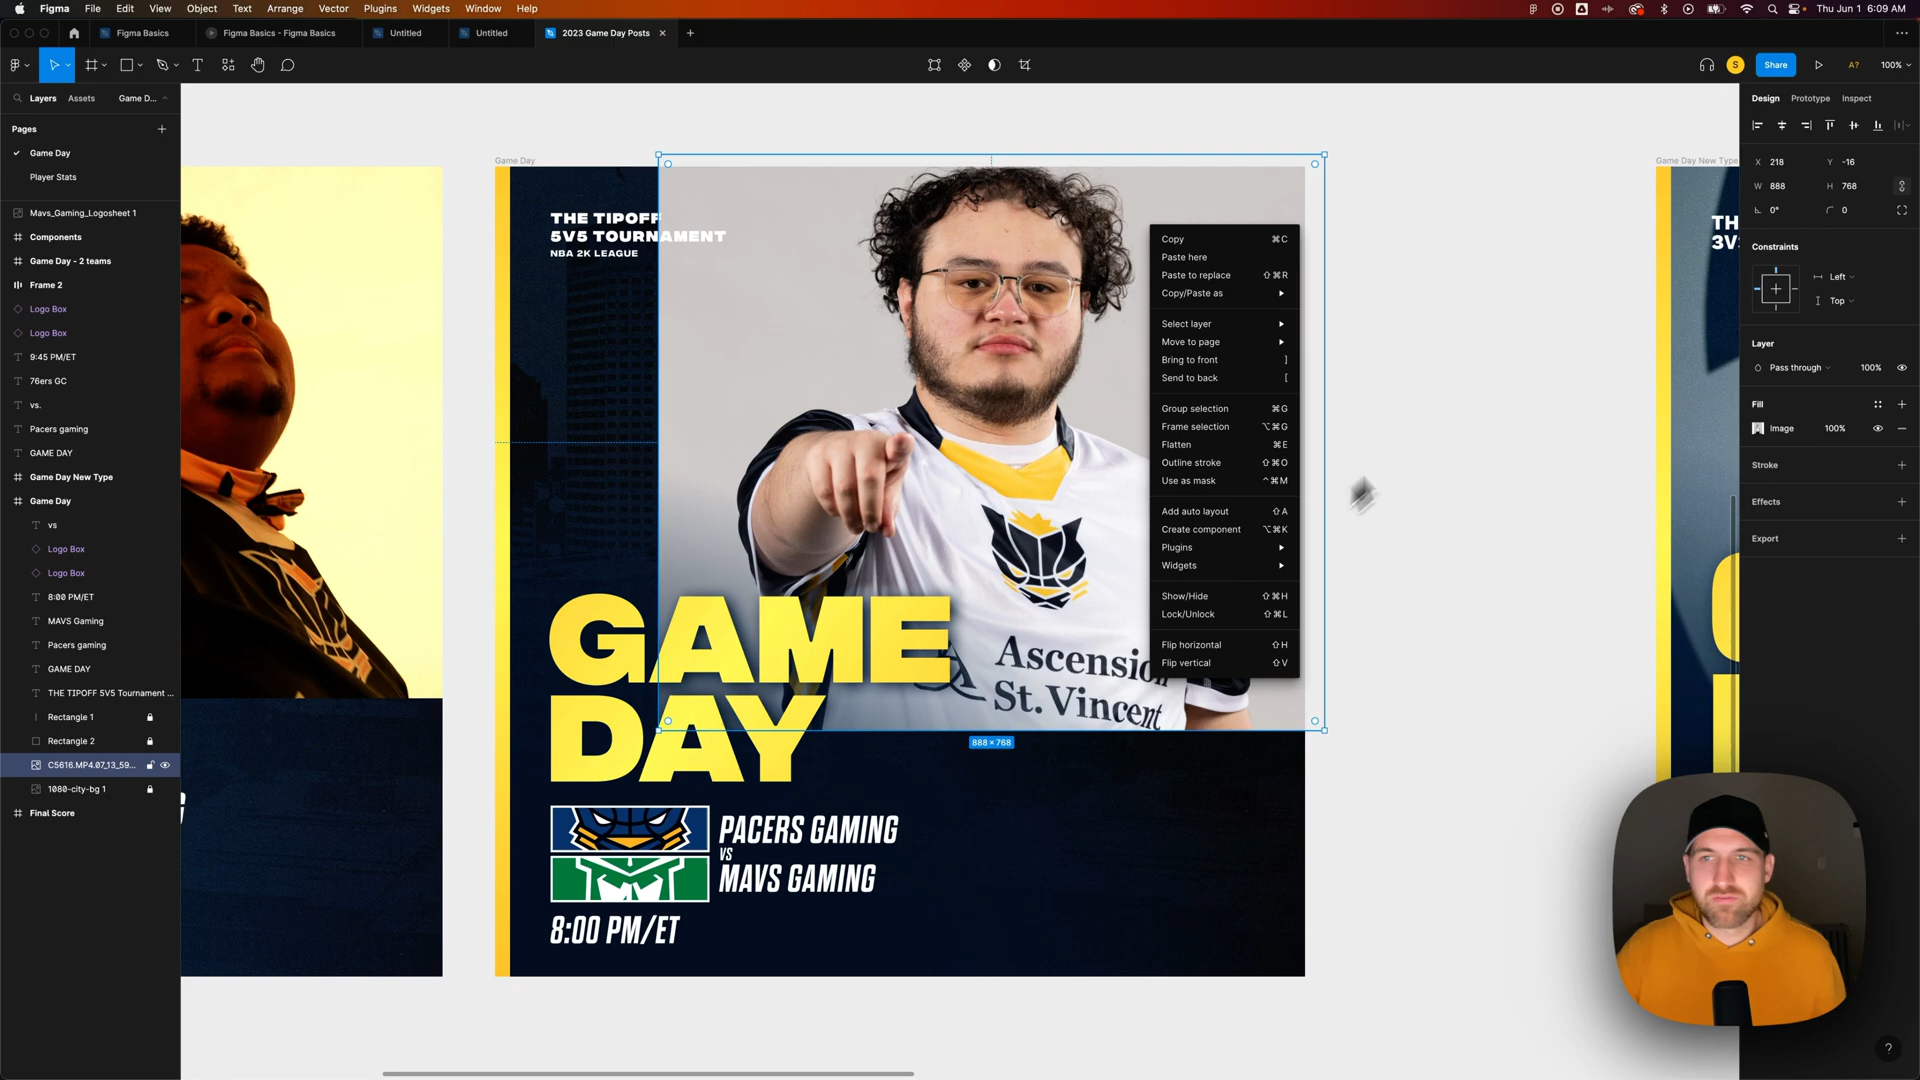 Figma File Edit View Object Text Arrange Vector Plugins Widgets Window Help Thu Jun 1 6:09 AM
Figma Basics Figma Basics - Figma Basics Untitled Untitled 2023 Game Day Posts
S Share A? 100%
Layers Assets Game D...
Pages
Game Day
Player Stats
Mavs_Gaming_Logosheet 1
Components
Game Day - 2 teams
Frame 2
Logo Box
Logo Box
9:45 PM/ET
76ers GC
vs.
Pacers gaming
GAME DAY
Game Day New Type
Game Day
vs
Logo Box
Logo Box
8:00 PM/ET
MAVS Gaming
Pacers gaming
GAME DAY
THE TIPOFF 5V5 Tournament ...
Rectangle 1
Rectangle 2
C5616.MP4.07_13_59...
1080-city-bg 1
Final Score
Game Day
THE TIPOFF
5V5 TOURNAMENT
NBA 2K LEAGUE
GAME
DAY
PACERS GAMING
VS
MAVS GAMING
8:00 PM/ET
Ascensio
St.Vincent
888 × 768
Copy ⌘C
Paste here
Paste to replace ⇧⌘R
Copy/Paste as
Select layer
Move to page
Bring to front ]
Send to back [
Group selection ⌘G
Frame selection ⌥⌘G
Flatten ⌘E
Outline stroke ⇧⌘O
Use as mask ^⌘M
Add auto layout ⇧A
Create component ⌥⌘K
Plugins
Widgets
Show/Hide ⇧⌘H
Lock/Unlock ⇧⌘L
Flip horizontal ⇧H
Flip vertical ⇧V
Game Day New Type
TH
3V
Design Prototype Inspect
X 218 Y -16
W 888 H 768
0° 0
Constraints
Left
Top
Layer
Pass through 100%
Fill
Image 100%
Stroke
Effects
Export
?